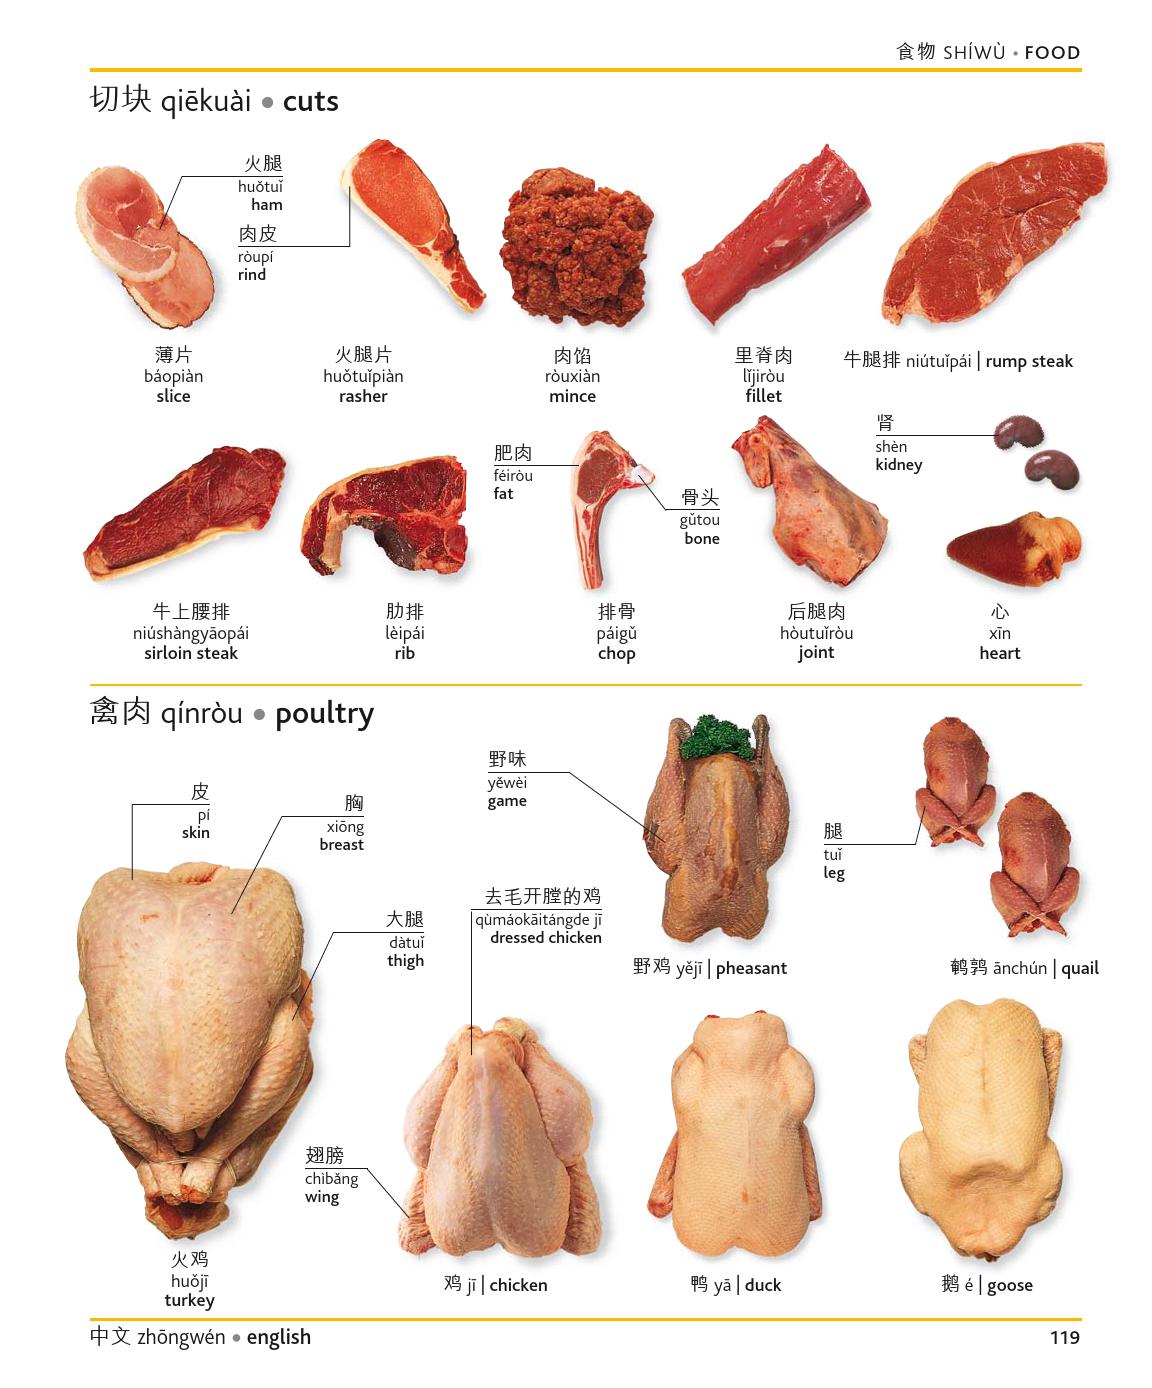 食物 SHÍWÙ • FOOD
切块 qiēkuài • cuts
火腿
huǒtuǐ
ham
肉皮
ròupí
rind
薄片
báopiàn
slice
火腿片
huǒtuǐpiàn
rasher
肉馅
ròuxiàn
mince
里脊肉
lǐjiròu
fillet
牛腿排 niútuǐpái | rump steak
肥肉
féiròu
fat
骨头
gǔtou
bone
肾
shèn
kidney
牛上腰排
niúshàngyāopái
sirloin steak
肋排
lèipái
rib
排骨
páigǔ
chop
后腿肉
hòutuǐròu
joint
心
xīn
heart
禽肉 qínròu • poultry
皮
pí
skin
胸
xiōng
breast
大腿
dàtuǐ
thigh
野味
yěwèi
game
腿
tuǐ
leg
去毛开膛的鸡
qùmáokāitángde jī
dressed chicken
野鸡 yějī | pheasant
鹌鹑 ānchún | quail
翅膀
chìbǎng
wing
火鸡
huǒjī
turkey
鸡 jī | chicken
鸭 yā | duck
鹅 é | goose
中文 zhōngwén • english
119